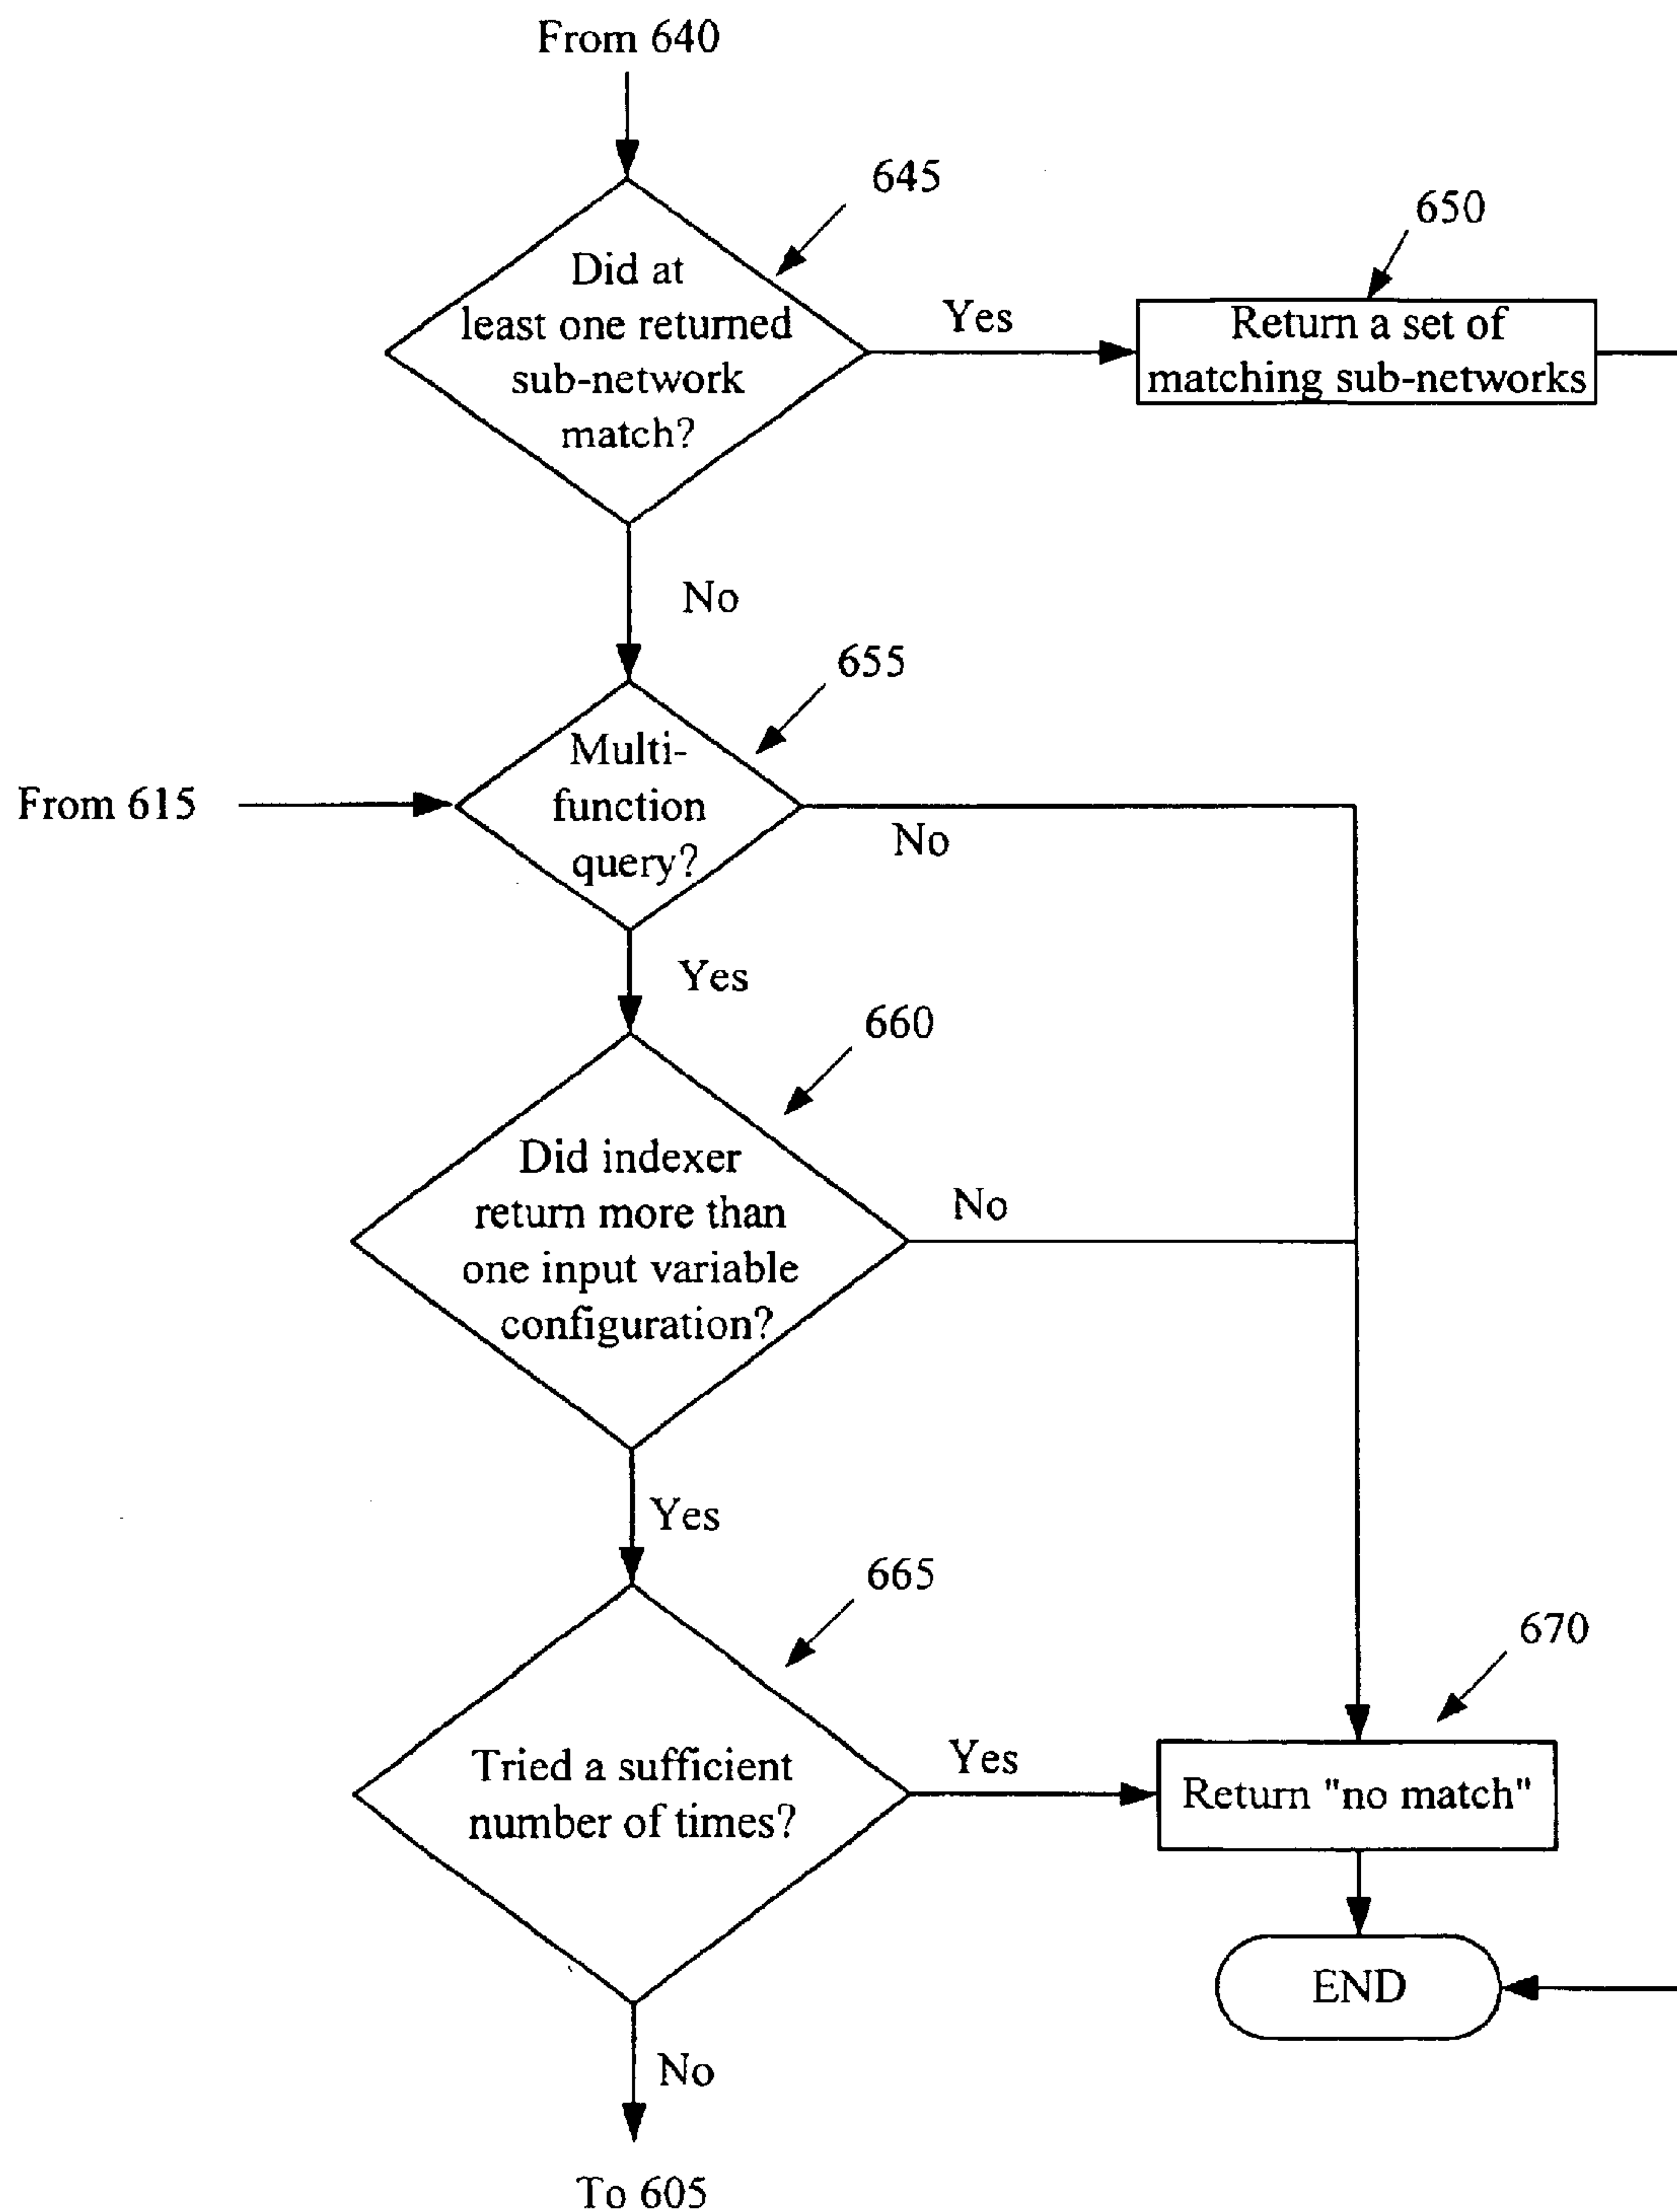 From 640
645
Did at
least one returned
sub-network
match?
Yes
650
Return a set of
matching sub-networks
No
655
From 615
Multi-
function
query?
No
Yes
660
Did indexer
return more than
one input variable
configuration?
No
Yes
665
Tried a sufficient
number of times?
Yes
670
Return "no match"
END
No
To 605